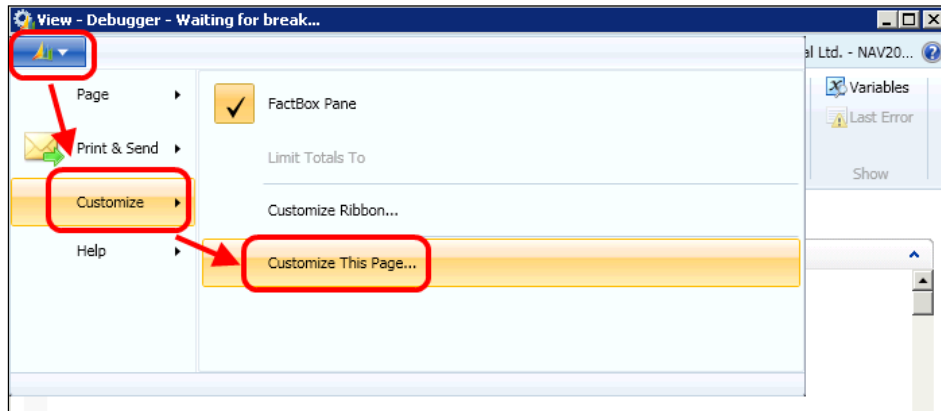 View - Debugger - Waiting for break...
al Ltd. - NAV20...
Page
FactBox Pane
Variables
Last Error
Print & Send
Limit Totals To
Show
Customize
Customize Ribbon...
Help
Customize This Page...